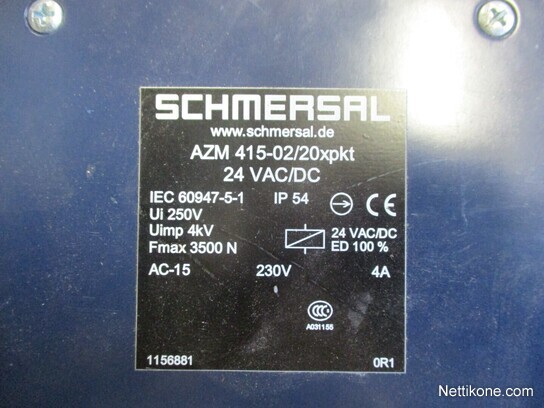 SCHMERSAL
www.schmersal.de
AZM 415-02/20xpkt
24 VAC/DC
IEC 60947-5-1 IP 54 CE
Ui 250V
Uimp 4kV 24 VAC/DC
Fmax 3500 N ED 100 %
AC-15 230V 4A
CCC
A031155
1156881 0R1
Nettikone.com